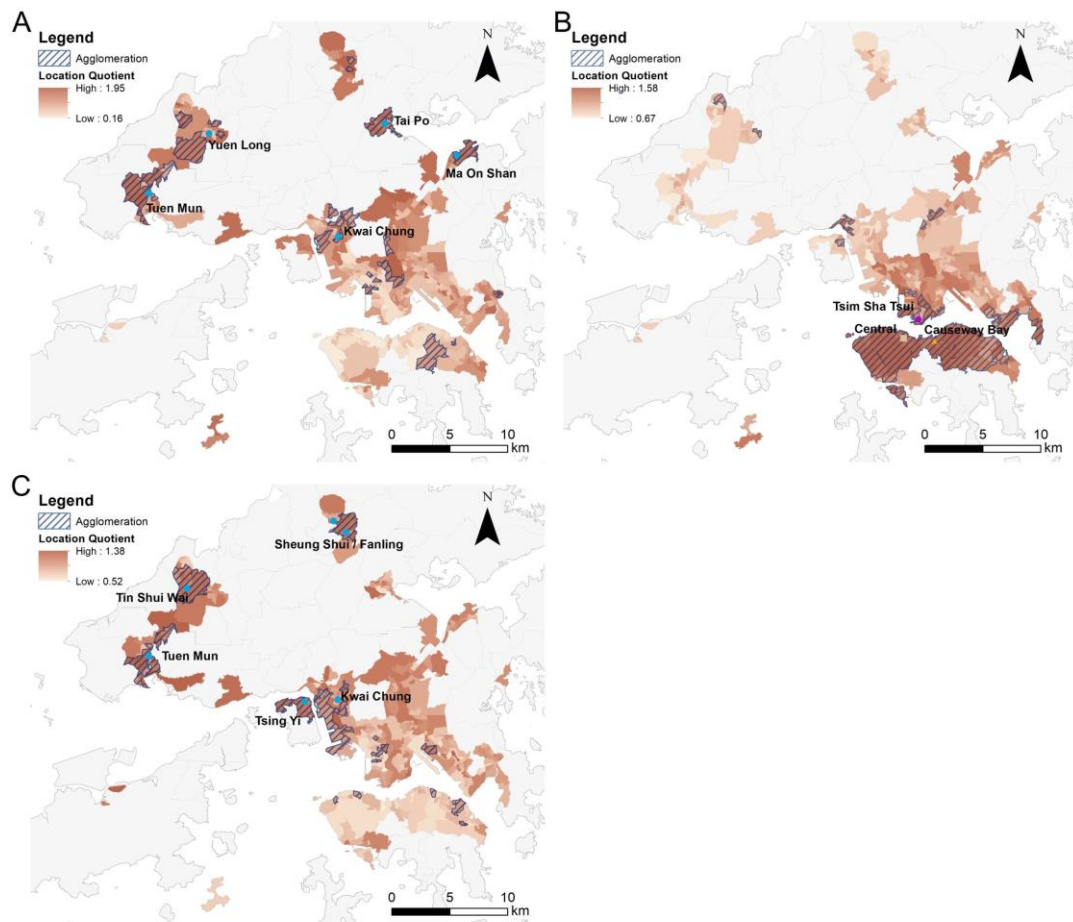 A
Legend
Agglomeration
Location Quotient
High : 1.95
Low : 0.16
N
Tai Po
Yuen Long
Ma On Shan
Tuen Mun
Kwai Chung
0 5 10
km
B
Legend
Agglomeration
Location Quotient
High : 1.58
Low : 0.67
N
Tsim Sha Tsui
Central Causeway Bay
0 5 10
km
C
Legend
Agglomeration
Location Quotient
High : 1.38
Low : 0.52
N
Sheung Shui / Fanling
Tin Shui Wai
Tuen Mun
Kwai Chung
Tsing Yi
0 5 10
km